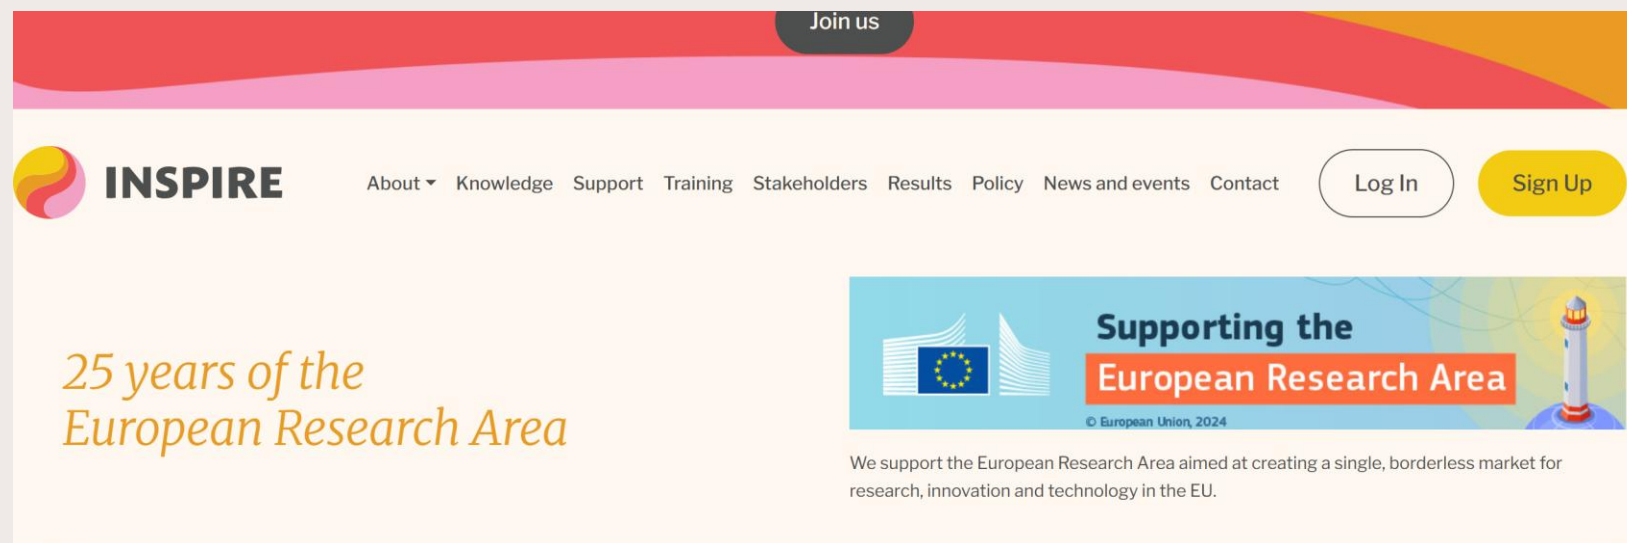 Join us
INSPIRE
About Knowledge Support Training Stakeholders Results Policy News and events Contact Log In Sign Up
25 years of the
European Research Area
Supporting the
European Research Area
© European Union, 2024
We support the European Research Area aimed at creating a single, borderless market for
research, innovation and technology in the EU.